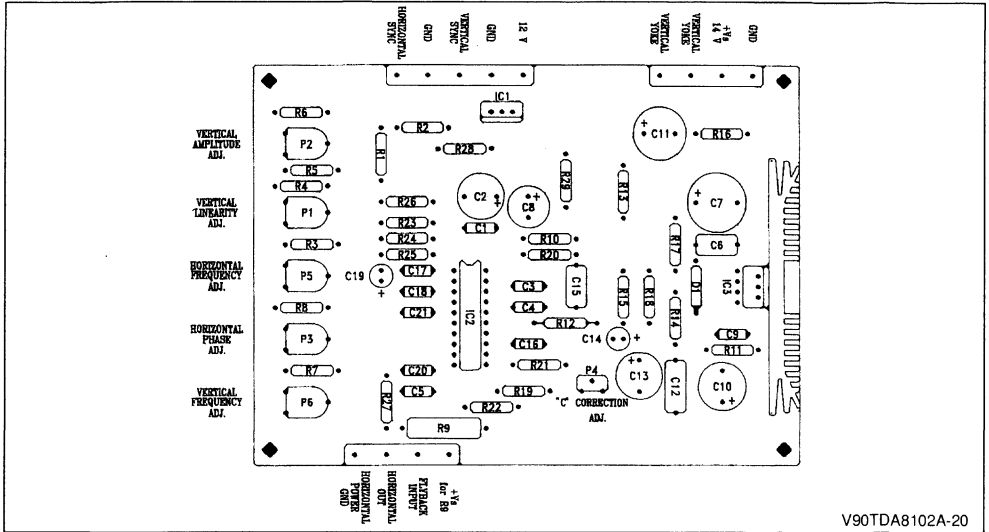 HORIZONTAL
SYNC
GND
VERTICAL
SYNC
GND
12 V
VERTICAL
YOKE
VERTICAL
YOKE
+Vs
14 V
GND
IC1
R6
VERTICAL
AMPLITUDE
ADJ.
P2
R1
R2
R28
C11
R16
R5
R4
R29
R13
VERTICAL
LINEARITY
ADJ.
P1
R26
C2
+
C8
+
C7
+
R23
C1
R3
R24
R10
R17
C6
R25
R20
HORIZONTAL
FREQUENCY
ADJ.
P5
C19
+
C17
C18
C21
IC2
C3
C4
C15
R15
R18
D1
IC3
R8
R12
R14
HORIZONTAL
PHASE
ADJ.
P3
C16
C14
+
C9
R11
R7
C20
R21
P4
C13
+
C12
C10
+
VERTICAL
FREQUENCY
ADJ.
P6
R27
C5
R19
"C" CORRECTION
ADJ.
R22
R9
HORIZONTAL
POWER
GND
HORIZONTAL
OUT
FLYBACK
INPUT
+Vs
for R9
V90TDA8102A-20